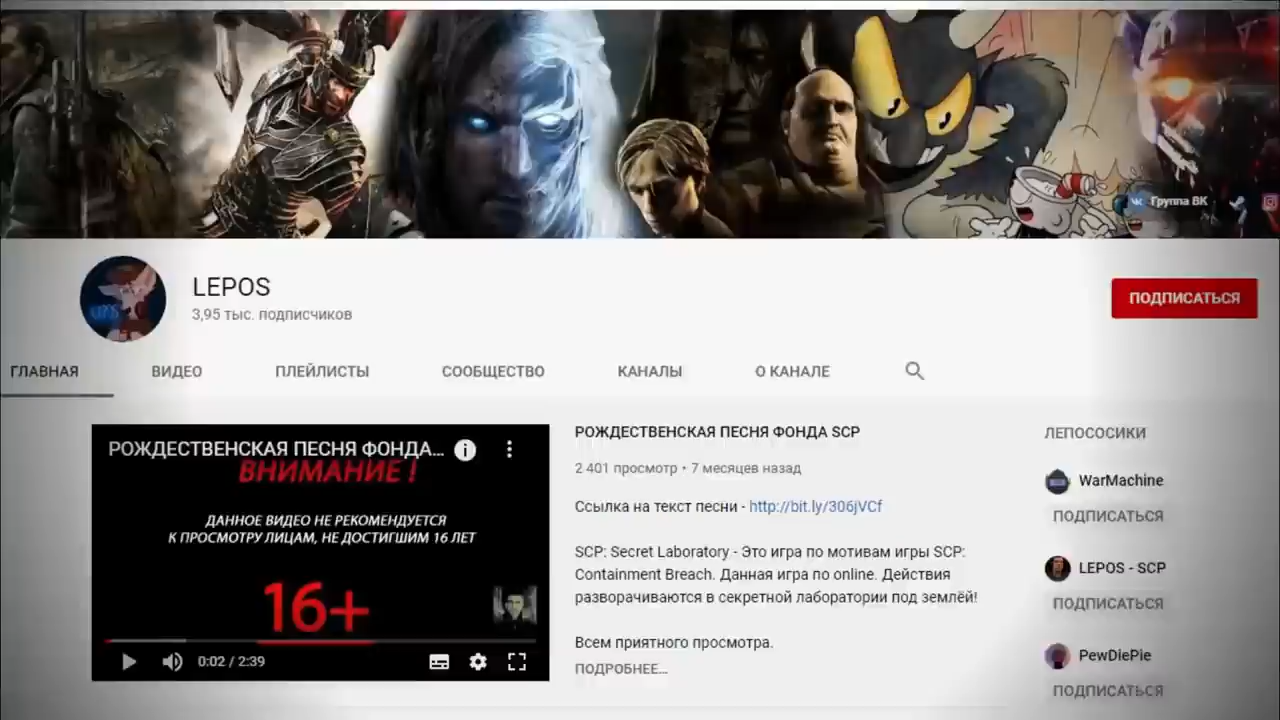 Группа ВК
LEPOS
3,95 тыс. подписчиков
ПОДПИСАТЬСЯ
ГЛАВНАЯ
ВИДЕО
ПЛЕЙЛИСТЫ
СООБЩЕСТВО
КАНАЛЫ
О КАНАЛЕ
РОЖДЕСТВЕНСКАЯ ПЕСНЯ ФОНДА...
ВНИМАНИЕ !
ДАННОЕ ВИДЕО НЕ РЕКОМЕНДУЕТСЯ
К ПРОСМОТРУ ЛИЦАМ, НЕ ДОСТИГШИМ 16 ЛЕТ
16+
0:02 / 2:39
РОЖДЕСТВЕНСКАЯ ПЕСНЯ ФОНДА SCP
2 401 просмотр • 7 месяцев назад
Ссылка на текст песни - http://bit.ly/306jVCf
SCP: Secret Laboratory - Это игра по мотивам игры SCP:
Containment Breach. Данная игра по online. Действия
разворачиваются в секретной лаборатории под землёй!
Всем приятного просмотра.
ПОДРОБНЕЕ...
ЛЕПОСОСИКИ
WarMachine
ПОДПИСАТЬСЯ
LEPOS - SCP
ПОДПИСАТЬСЯ
PewDiePie
ПОДПИСАТЬСЯ